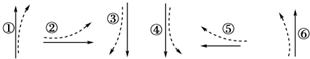 ① ② ③ ④ ⑤ ⑥